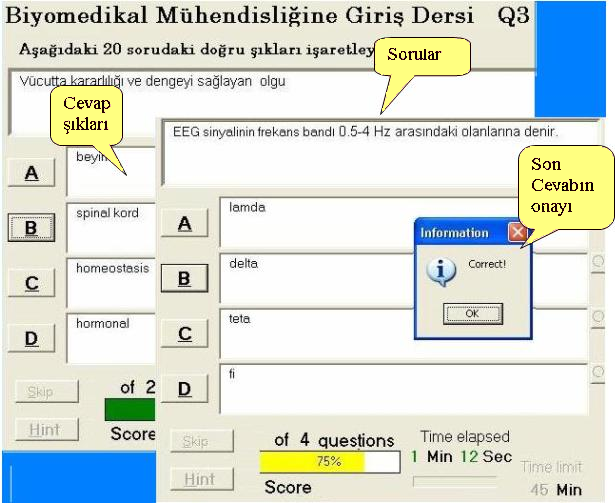 Biyomedikal Mühendisliğine Giriş Dersi Q3
Aşağıdaki 20 sorudaki doğru şıkları işaretley
Sorular
Vücutta kararlılığı ve dengeyi sağlayan olgu
Cevap
şıkları
A
B
spinal kord
C
homeostasis
D
hormonal
Skip
of 2
Hint
Score
EEG sinyalinin frekans bandı 0.5-4 Hz arasındaki olanlarına denir.
Son
Cevabın
onayı
A
lamda
Information
Correct!
OK
B
delta
C
teta
D
fi
Skip
of 4 questions
75%
Hint
Score
Time elapsed
1 Min 12 Sec
Time limit
45 Min